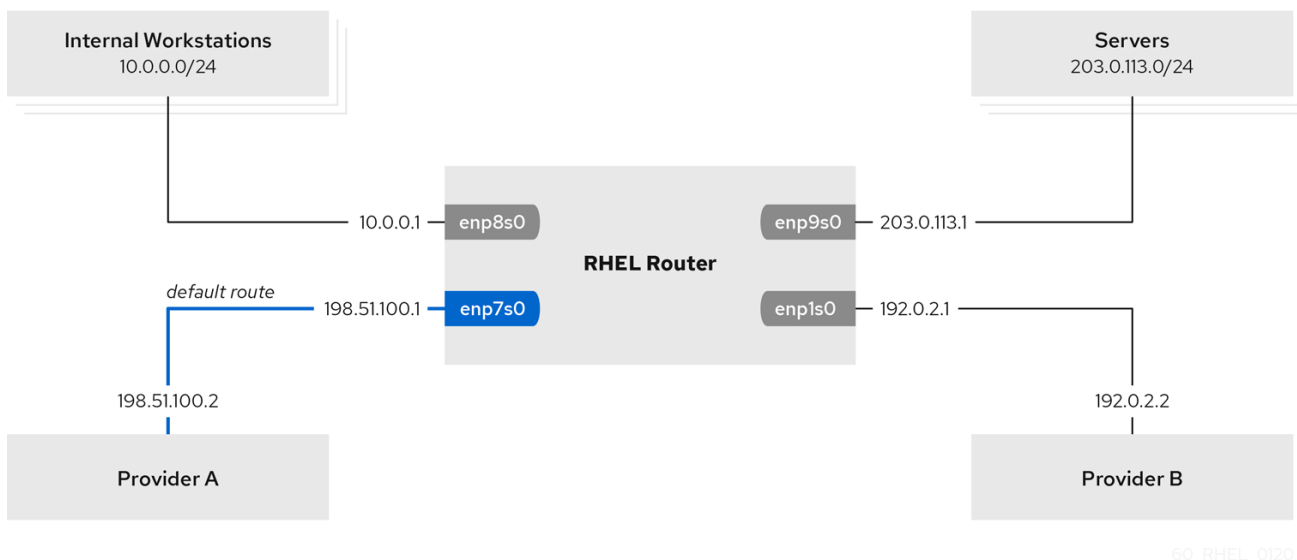 Internal Workstations
10.0.0.0/24
Servers
203.0.113.0/24
10.0.0.1
enp8s0
enp9s0
203.0.113.1
RHEL Router
default route
198.51.100.1
enp7s0
enp1s0
192.0.2.1
198.51.100.2
192.0.2.2
Provider A
Provider B
60_RHEL_0120